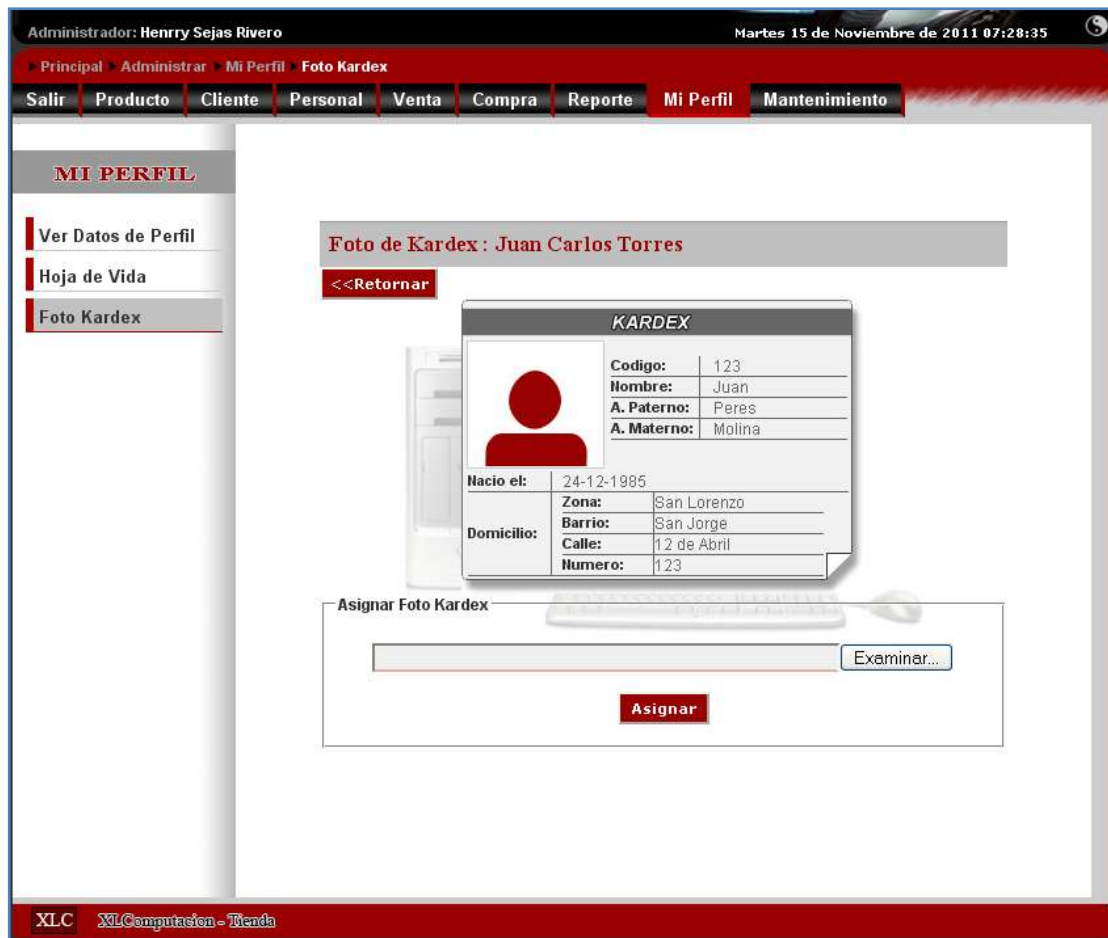 Administrador: Henrry Sejas Rivero Martes 15 de Noviembre de 2011 07:28:35
Principal Administrar Mi Perfil Foto Kardex
Salir Producto Cliente Personal Venta Compra Reporte Mi Perfil Mantenimiento
MI PERFIL
Ver Datos de Perfil
Hoja de Vida
Foto Kardex
Foto de Kardex : Juan Carlos Torres
<<Retornar
KARDEX
Codigo: 123
Nombre: Juan
A. Paterno: Peres
A. Materno: Molina
Nacio el: 24-12-1985
Domicilio:
Zona: San Lorenzo
Barrio: San Jorge
Calle: 12 de Abril
Numero: 123
Asignar Foto Kardex
Examinar...
Asignar
XLC XLComputacion - Tienda